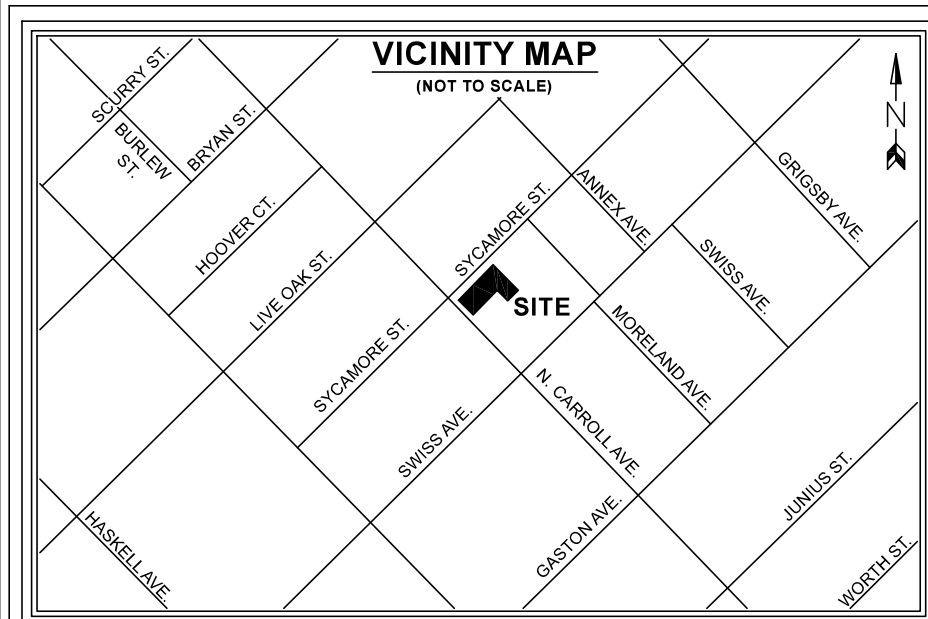 VICINITY MAP
(NOT TO SCALE)
N
SCURRY ST.
BURLEW
ST.
BRYAN ST.
HOOVER CT.
LIVE OAK ST.
SYCAMORE ST.
ANNEX AVE.
GRIGSBY AVE.
SWISS AVE.
SITE
MORELAND AVE.
SYCAMORE ST.
SWISS AVE.
N. CARROLL AVE.
GASTON AVE.
JUNIUS ST.
WORTH ST.
HASKELL AVE.